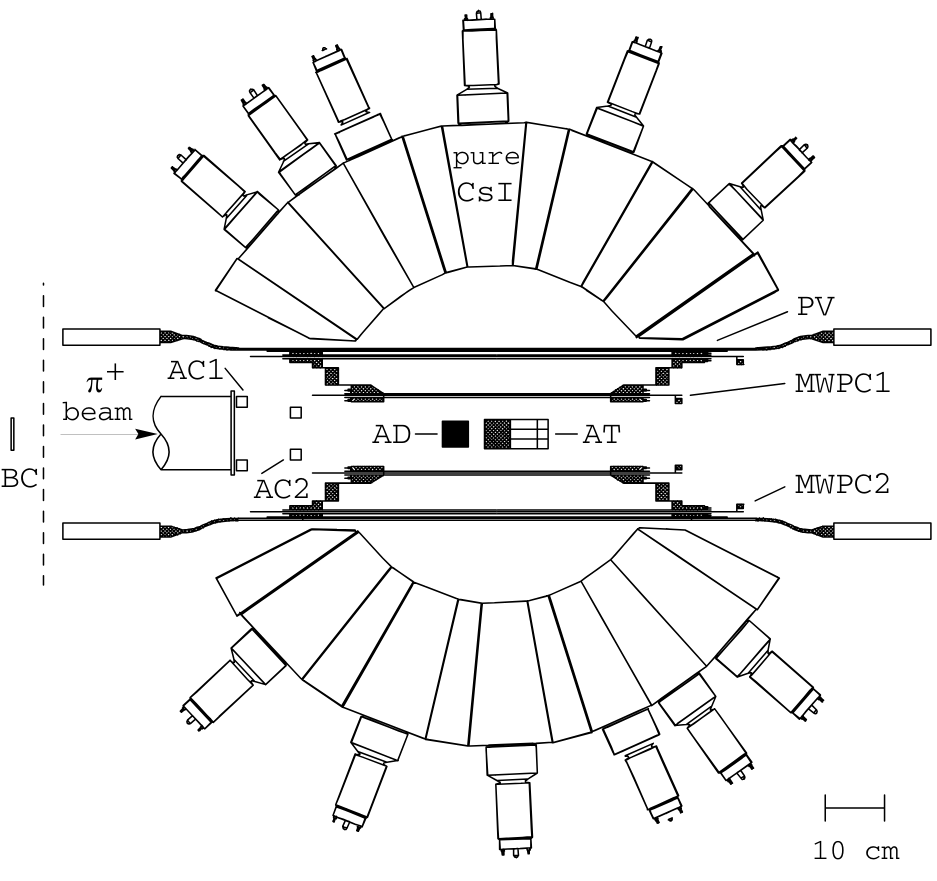 pure
CsI
PV
AC1
π+
beam
MWPC1
AD
AT
BC
AC2
MWPC2
10 cm